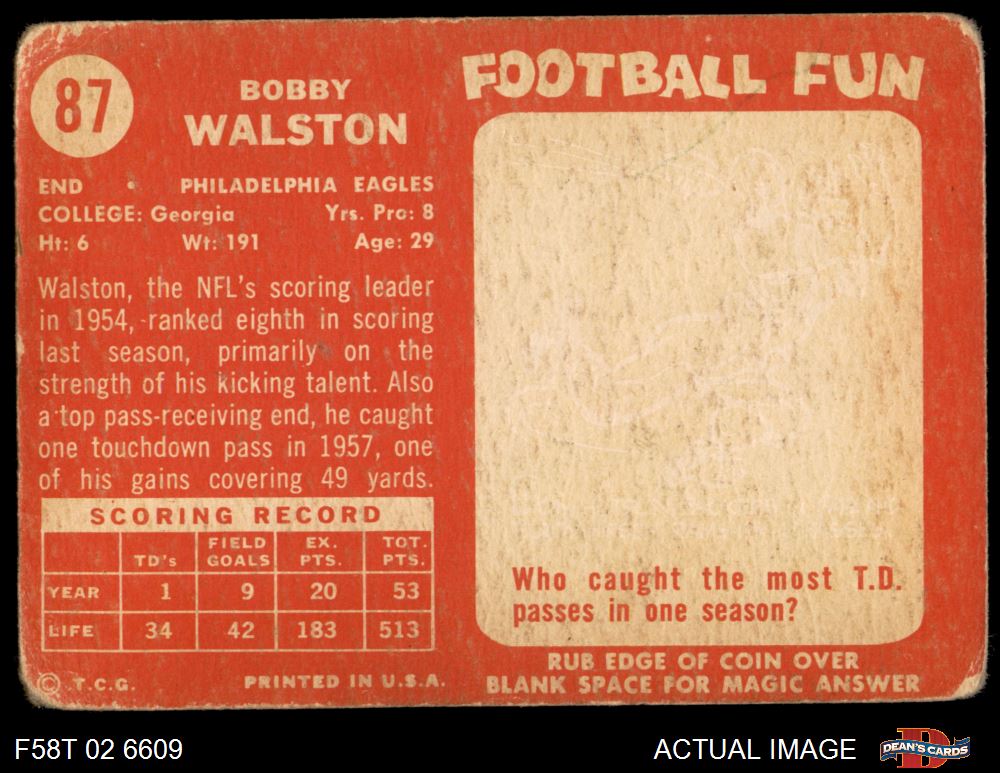 87
BOBBY
WALSTON
END • PHILADELPHIA EAGLES
COLLEGE: Georgia Yrs. Pro: 8
Ht: 6 Wt: 191 Age: 29
Walston, the NFL's scoring leader
in 1954, ranked eighth in scoring
last season, primarily on the
strength of his kicking talent. Also
a top pass-receiving end, he caught
one touchdown pass in 1957, one
of his gains covering 49 yards.
SCORING RECORD
TD's FIELD GOALS EX. PTS. TOT. PTS.
YEAR 1 9 20 53
LIFE 34 42 183 513
© T.C.G. PRINTED IN U.S.A.
FOOTBALL FUN
Who caught the most T.D.
passes in one season?
RUB EDGE OF COIN OVER
BLANK SPACE FOR MAGIC ANSWER
F58T 02 6609
ACTUAL IMAGE
D
DEAN'S CARDS